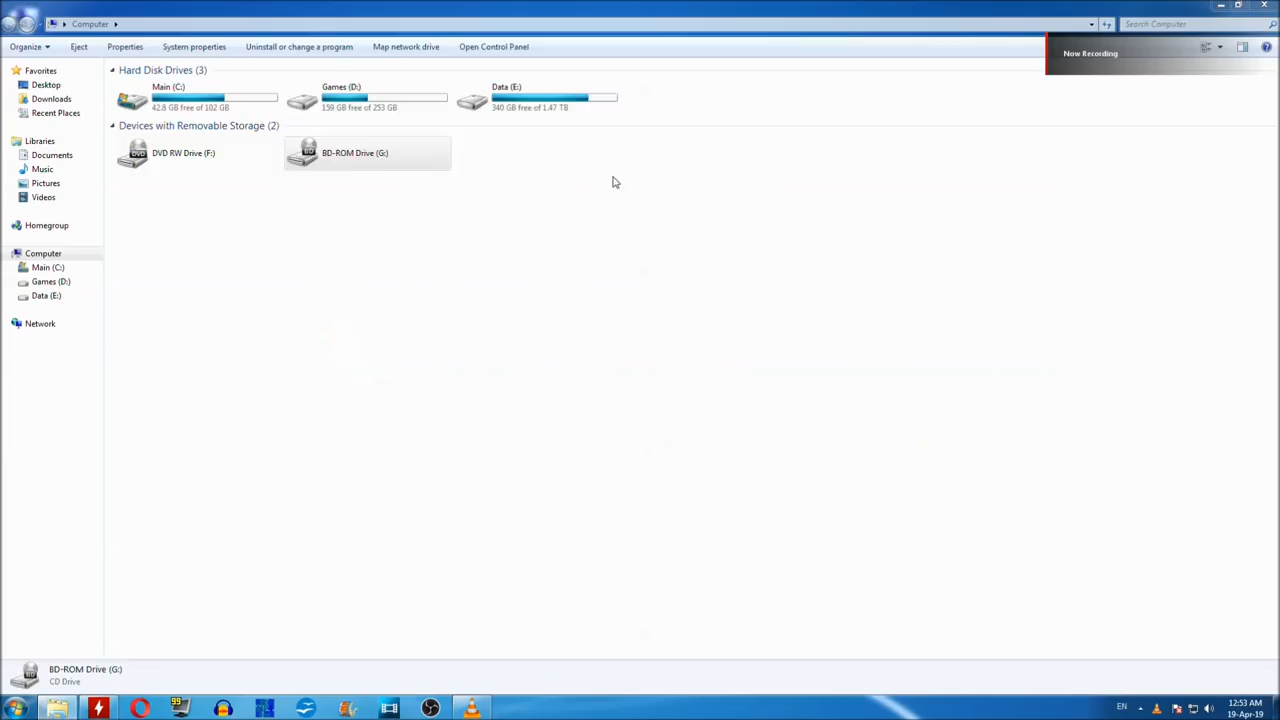 Computer
Search Computer
Organize
Eject
Properties
System properties
Uninstall or change a program
Map network drive
Open Control Panel
Now Recording
Favorites
Desktop
Downloads
Recent Places
Libraries
Documents
Music
Pictures
Videos
Homegroup
Computer
Main (C:)
Games (D:)
Data (E:)
Network
Hard Disk Drives (3)
Main (C:)
42.8 GB free of 102 GB
Games (D:)
159 GB free of 253 GB
Data (E:)
340 GB free of 1.47 TB
Devices with Removable Storage (2)
DVD
DVD RW Drive (F:)
BD
BD-ROM Drive (G:)
BD
BD-ROM Drive (G:)
CD Drive
99
EN
12:53 AM
19-Apr-19